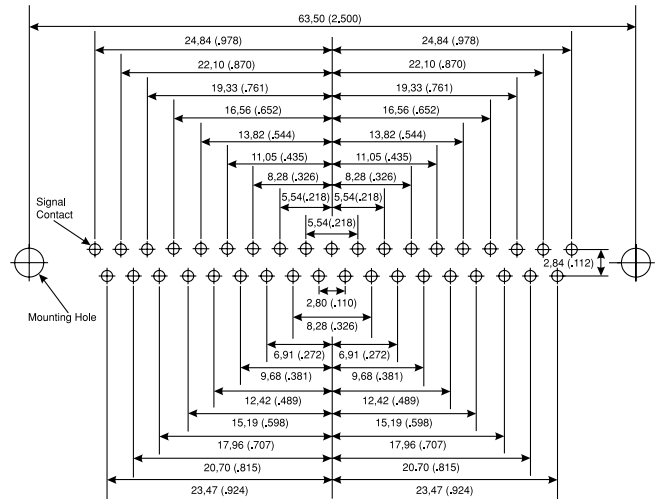 63,50 (2.500)
24,84 (.978) 24,84 (.978)
22,10 (.870) 22,10 (.870)
19,33 (.761) 19,33 (.761)
16,56 (.652) 16,56 (.652)
13,82 (.544) 13,82 (.544)
11,05 (.435) 11,05 (.435)
8,28 (.326) 8,28 (.326)
5,54(.218) 5,54(.218)
5,54(.218)
Signal
Contact
2,84 (.112)
Mounting Hole
2,80 (.110)
8,28 (.326)
6,91 (.272) 6,91 (.272)
9,68 (.381) 9,68 (.381)
12,42 (.489) 12,42 (.489)
15,19 (.598) 15,19 (.598)
17,96 (.707) 17,96 (.707)
20,70 (.815) 20.70 (.815)
23,47 (.924) 23,47 (.924)